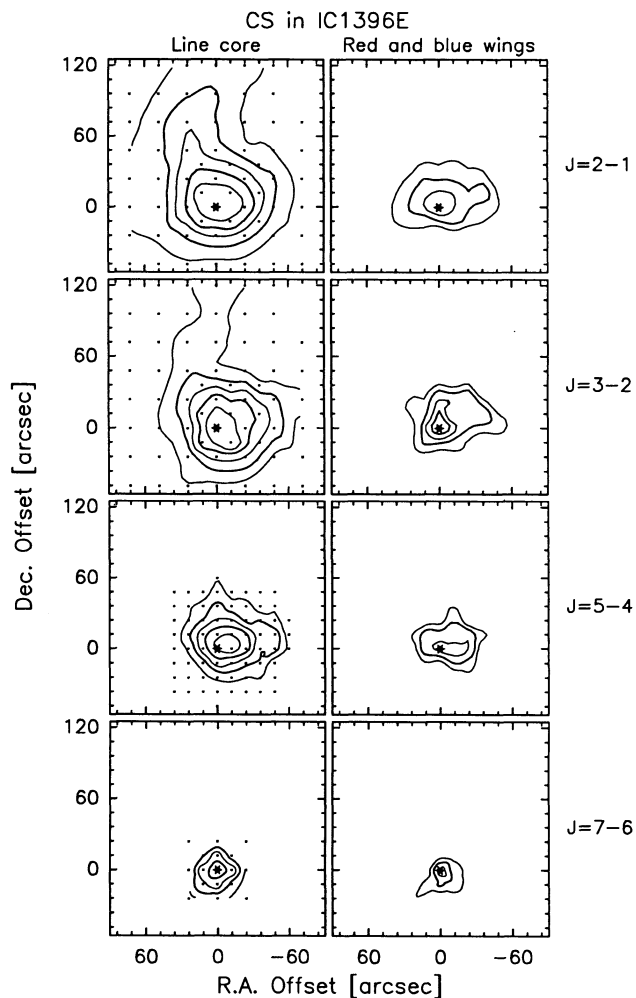 CS in IC1396E
Line core
Red and blue wings
120
60
0
J=2-1
120
60
0
J=3-2
Dec. Offset [arcsec]
120
60
0
J=5-4
120
60
0
J=7-6
60 0 -60 60 0 -60
R.A. Offset [arcsec]